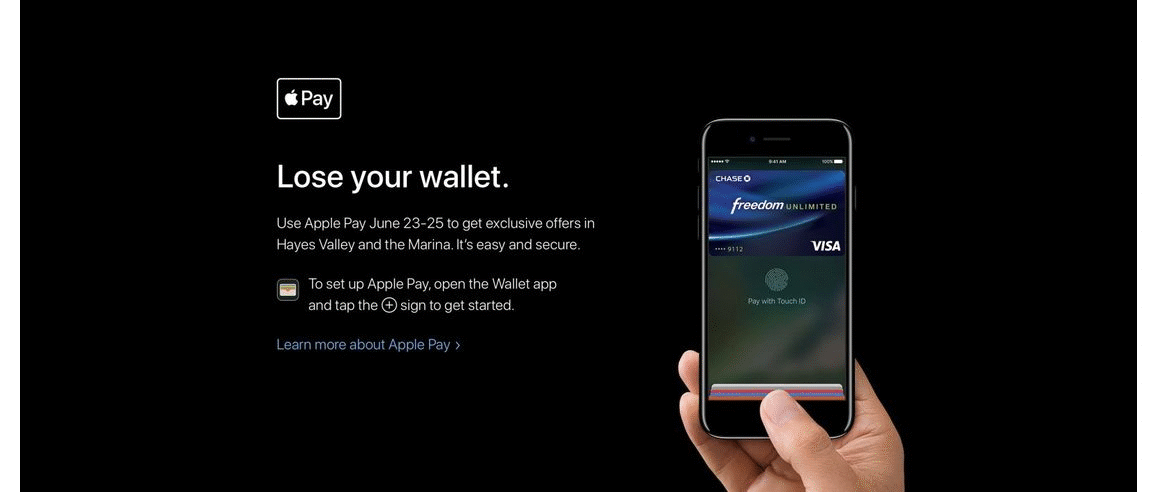 Pay
Lose your wallet.
Use Apple Pay June 23-25 to get exclusive offers in
Hayes Valley and the Marina. It's easy and secure.
To set up Apple Pay, open the Wallet app
and tap the + sign to get started.
Learn more about Apple Pay >
9:41 AM 100%
CHASE
freedom UNLIMITED
•••• 9112 VISA
Pay with Touch ID